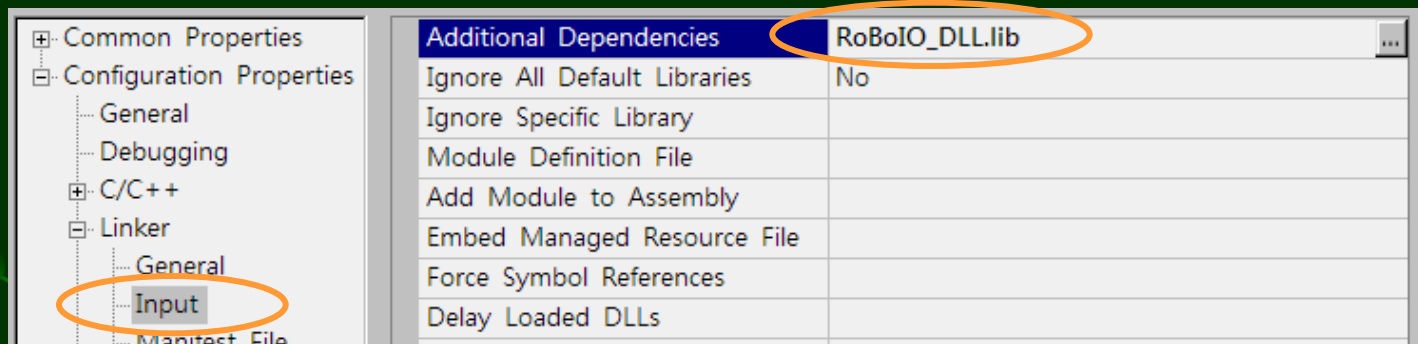 Common Properties
Configuration Properties
General
Debugging
C/C++
Linker
General
Input
Manifest File
Additional Dependencies RoBoIO_DLL.lib ...
Ignore All Default Libraries No
Ignore Specific Library
Module Definition File
Add Module to Assembly
Embed Managed Resource File
Force Symbol References
Delay Loaded DLLs